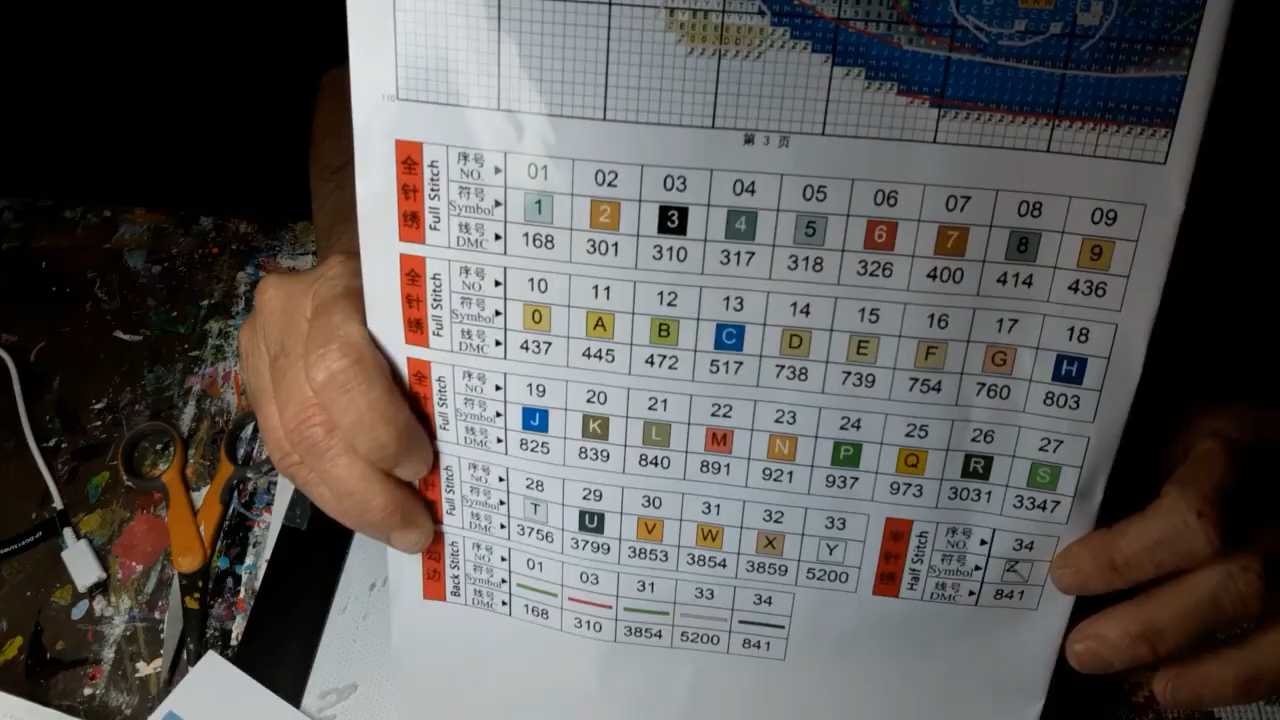 110
第 3 页
全针绣 Full Stitch
序号 NO. 01 02 03 04 05 06 07 08 09
符号 Symbol 1 2 3 4 5 6 7 8 9
线号 DMC 168 301 310 317 318 326 400 414 436
全针绣 Full Stitch
序号 NO. 10 11 12 13 14 15 16 17 18
符号 Symbol 0 A B C D E F G H
线号 DMC 437 445 472 517 738 739 754 760 803
全 Full Stitch
序号 NO. 19 20 21 22 23 24 25 26 27
符号 Symbol J K L M N P Q R S
线号 DMC 825 839 840 891 921 937 973 3031 3347
Full Stitch
序号 NO. 28 29 30 31 32 33
符号 Symbol T U V W X Y
线号 DMC 3756 3799 3853 3854 3859 5200
半针绣 Half Stitch
序号 NO. 34
符号 Symbol
线号 DMC 841
勾边 Back Stitch
序号 NO. 01 03 31 33 34
符号 Symbol
线号 DMC 168 310 3854 5200 841